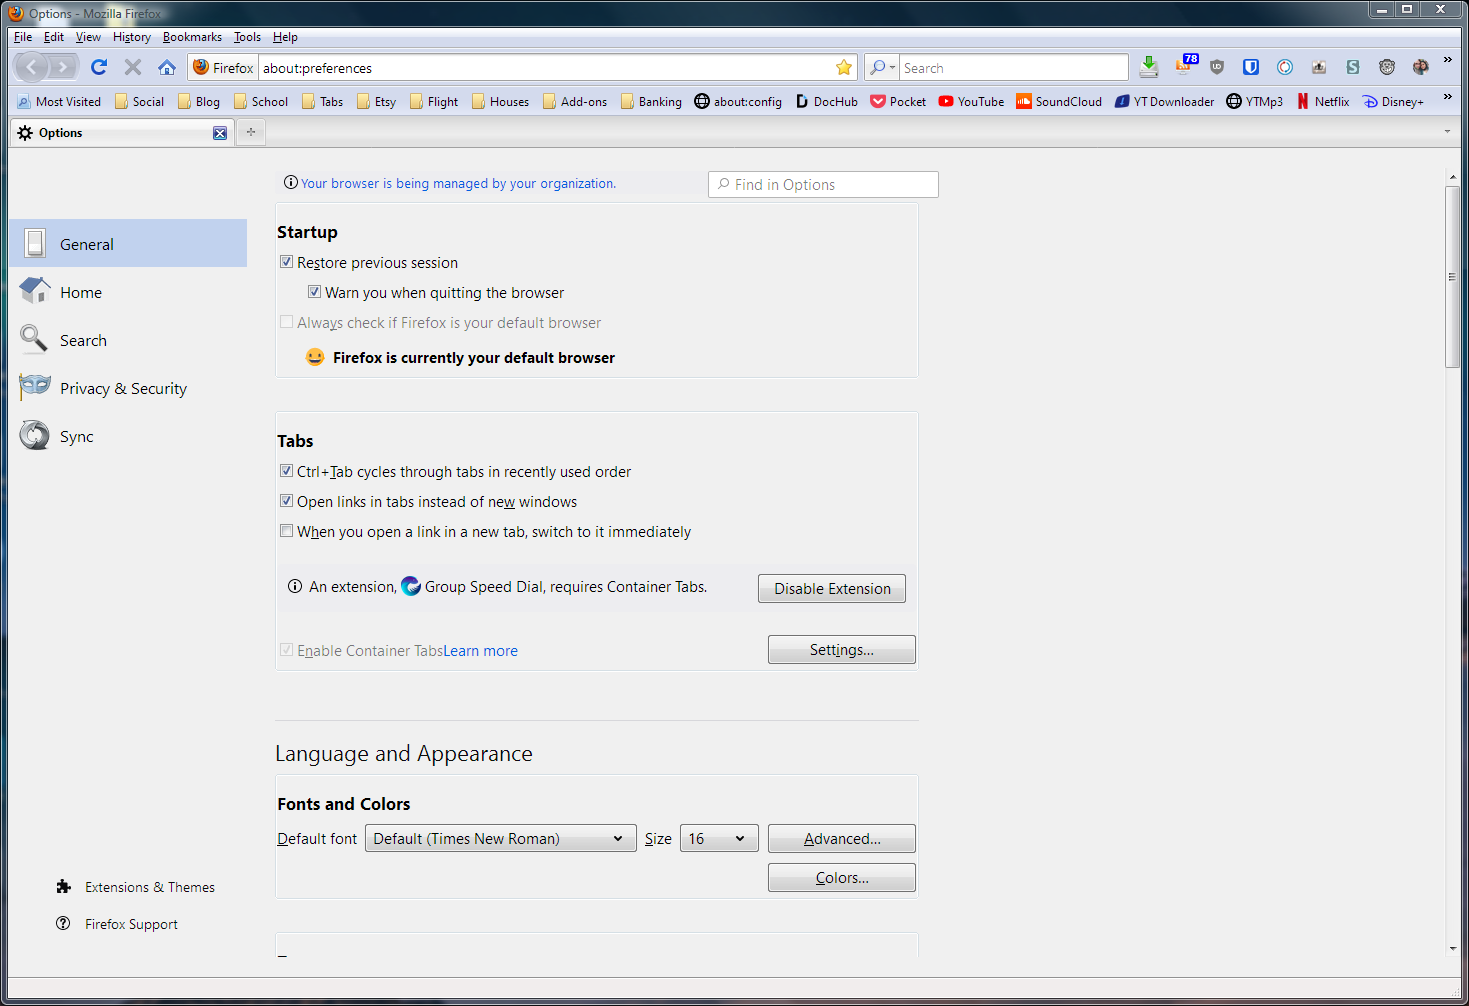 Options - Mozilla Firefox
File Edit View History Bookmarks Tools Help
Firefox about:preferences Search 78
Most Visited Social Blog School Tabs Etsy Flight Houses Add-ons Banking about:config DocHub Pocket YouTube SoundCloud YT Downloader YTMp3 Netflix Disney+
Options
Your browser is being managed by your organization. Find in Options
General
Home
Search
Privacy & Security
Sync
Extensions & Themes
Firefox Support
Startup
Restore previous session
Warn you when quitting the browser
Always check if Firefox is your default browser
Firefox is currently your default browser
Tabs
Ctrl+Tab cycles through tabs in recently used order
Open links in tabs instead of new windows
When you open a link in a new tab, switch to it immediately
An extension, Group Speed Dial, requires Container Tabs. Disable Extension
Enable Container TabsLearn more Settings...
Language and Appearance
Fonts and Colors
Default font Default (Times New Roman) Size 16 Advanced...
Colors...